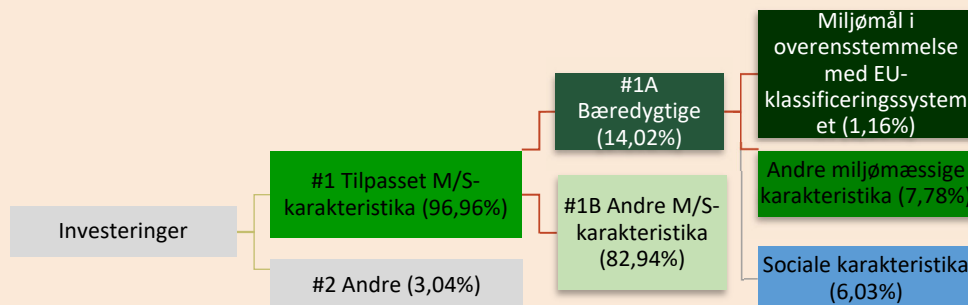 Investeringer
#1 Tilpasset M/S-
karakteristika (96,96%)
#2 Andre (3,04%)
#1A
Bæredygtige
(14,02%)
#1B Andre M/S-
karakteristika
(82,94%)
Miljømål i
overensstemmelse
med EU-
klassificeringssystem
et (1,16%)
Andre miljømæssige
karakteristika (7,78%)
Sociale karakteristika
(6,03%)